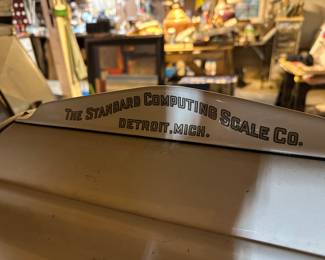 THE STANDARD COMPUTING SCALE CO.
DETROIT, MICH.